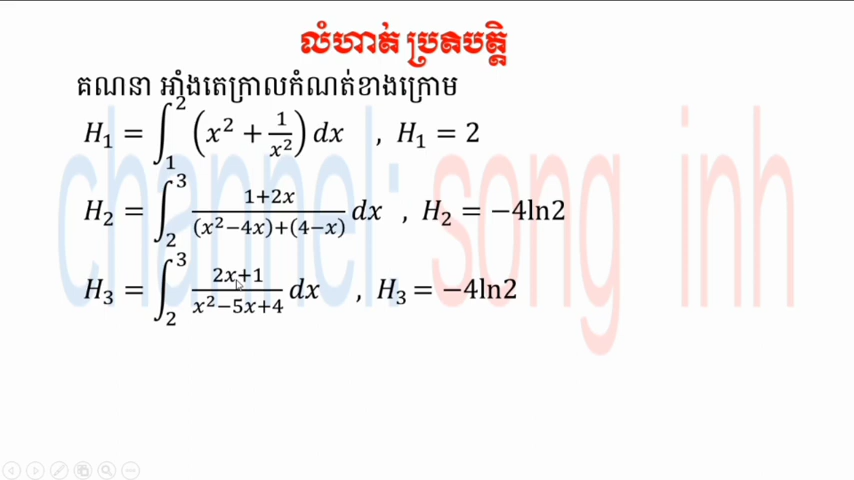 លំហាត់ ប្រតិបត្តិ
គណនា អាំងតេក្រាលកំណត់ខាងក្រោម
H₁ = ∫₁² (x² + 1/x²) dx , H₁ = 2
H₂ = ∫₂³ (1+2x)/((x²−4x)+(4−x)) dx , H₂ = −4ln2
H₃ = ∫₂³ (2x+1)/(x²−5x+4) dx , H₃ = −4ln2
channel: song inh